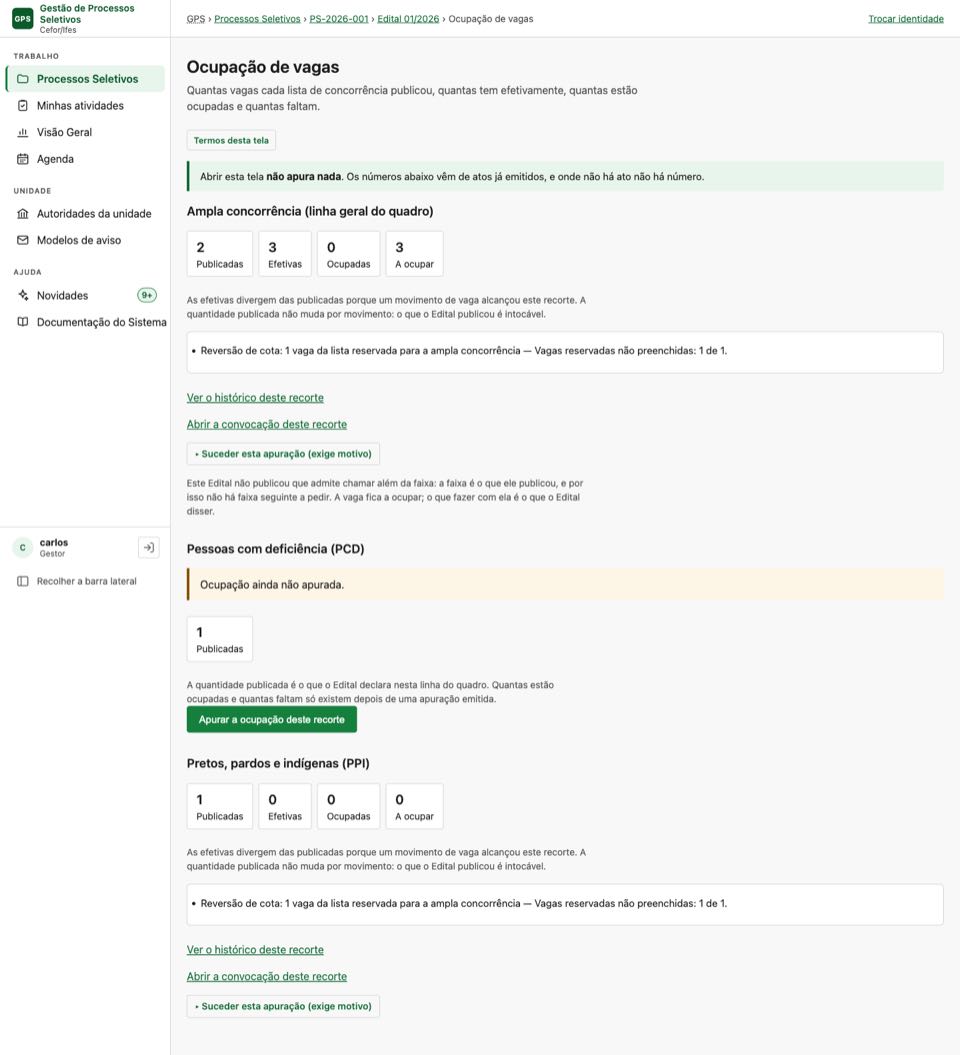 GPS
Gestão de Processos
Seletivos
Cefor/Ifes
GPS › Processos Seletivos › PS-2026-001 › Edital 01/2026 › Ocupação de vagas
Trocar identidade
TRABALHO
Processos Seletivos
Minhas atividades
Visão Geral
Agenda
UNIDADE
Autoridades da unidade
Modelos de aviso
AJUDA
Novidades 9+
Documentação do Sistema
C
carlos
Gestor
Recolher a barra lateral
Ocupação de vagas
Quantas vagas cada lista de concorrência publicou, quantas tem efetivamente, quantas estão
ocupadas e quantas faltam.
Termos desta tela
Abrir esta tela não apura nada. Os números abaixo vêm de atos já emitidos, e onde não há ato não há número.
Ampla concorrência (linha geral do quadro)
2 3 0 3
Publicadas Efetivas Ocupadas A ocupar
As efetivas divergem das publicadas porque um movimento de vaga alcançou este recorte. A
quantidade publicada não muda por movimento: o que o Edital publicou é intocável.
• Reversão de cota: 1 vaga da lista reservada para a ampla concorrência — Vagas reservadas não preenchidas: 1 de 1.
Ver o histórico deste recorte
Abrir a convocação deste recorte
▸ Suceder esta apuração (exige motivo)
Este Edital não publicou que admite chamar além da faixa: a faixa é o que ele publicou, e por
isso não há faixa seguinte a pedir. A vaga fica a ocupar; o que fazer com ela é o que o Edital
disser.
Pessoas com deficiência (PCD)
Ocupação ainda não apurada.
1
Publicadas
A quantidade publicada é o que o Edital declara nesta linha do quadro. Quantas estão
ocupadas e quantas faltam só existem depois de uma apuração emitida.
Apurar a ocupação deste recorte
Pretos, pardos e indígenas (PPI)
1 0 0 0
Publicadas Efetivas Ocupadas A ocupar
As efetivas divergem das publicadas porque um movimento de vaga alcançou este recorte. A
quantidade publicada não muda por movimento: o que o Edital publicou é intocável.
• Reversão de cota: 1 vaga da lista reservada para a ampla concorrência — Vagas reservadas não preenchidas: 1 de 1.
Ver o histórico deste recorte
Abrir a convocação deste recorte
▸ Suceder esta apuração (exige motivo)